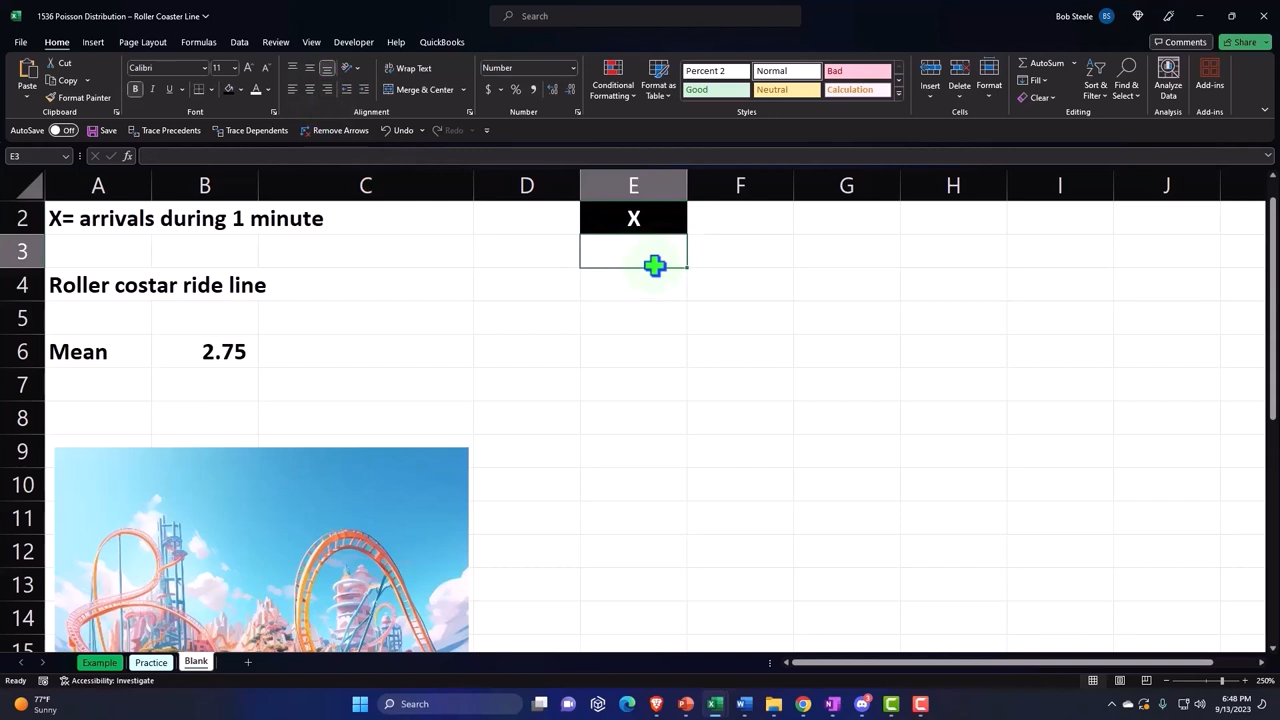 1536 Poisson Distribution – Roller Coaster Line
Search
Bob Steele
BS
File
Home
Insert
Page Layout
Formulas
Data
Review
View
Developer
Help
QuickBooks
Comments
Share
Paste
Cut
Copy
Format Painter
Clipboard
Calibri
11
B
I
U
Font
Wrap Text
Merge & Center
Alignment
Number
$
%
Number
Conditional
Formatting
Format as
Table
Percent 2
Normal
Bad
Good
Neutral
Calculation
Styles
Insert
Delete
Format
Cells
AutoSum
Fill
Clear
Sort &
Filter
Find &
Select
Editing
Analyze
Data
Analysis
Add-ins
Add-ins
AutoSave
Off
Save
Trace Precedents
Trace Dependents
Remove Arrows
Undo
Redo
E3
fx
A B C D E F G H I J
2 X= arrivals during 1 minute X
3
4 Roller costar ride line
5
6 Mean 2.75
7
8
9
10
11
12
13
14
15
Example
Practice
Blank
Ready
Accessibility: Investigate
250%
77°F
Sunny
Search
6:48 PM
9/13/2023